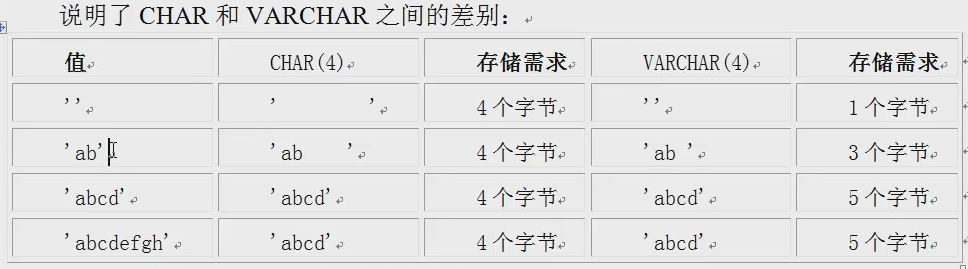 说明了 CHAR 和 VARCHAR 之间的差别：
值 CHAR(4) 存储需求 VARCHAR(4) 存储需求
'' '    ' 4 个字节 '' 1 个字节
'ab' 'ab  ' 4 个字节 'ab ' 3 个字节
'abcd' 'abcd' 4 个字节 'abcd' 5 个字节
'abcdefgh' 'abcd' 4 个字节 'abcd' 5 个字节